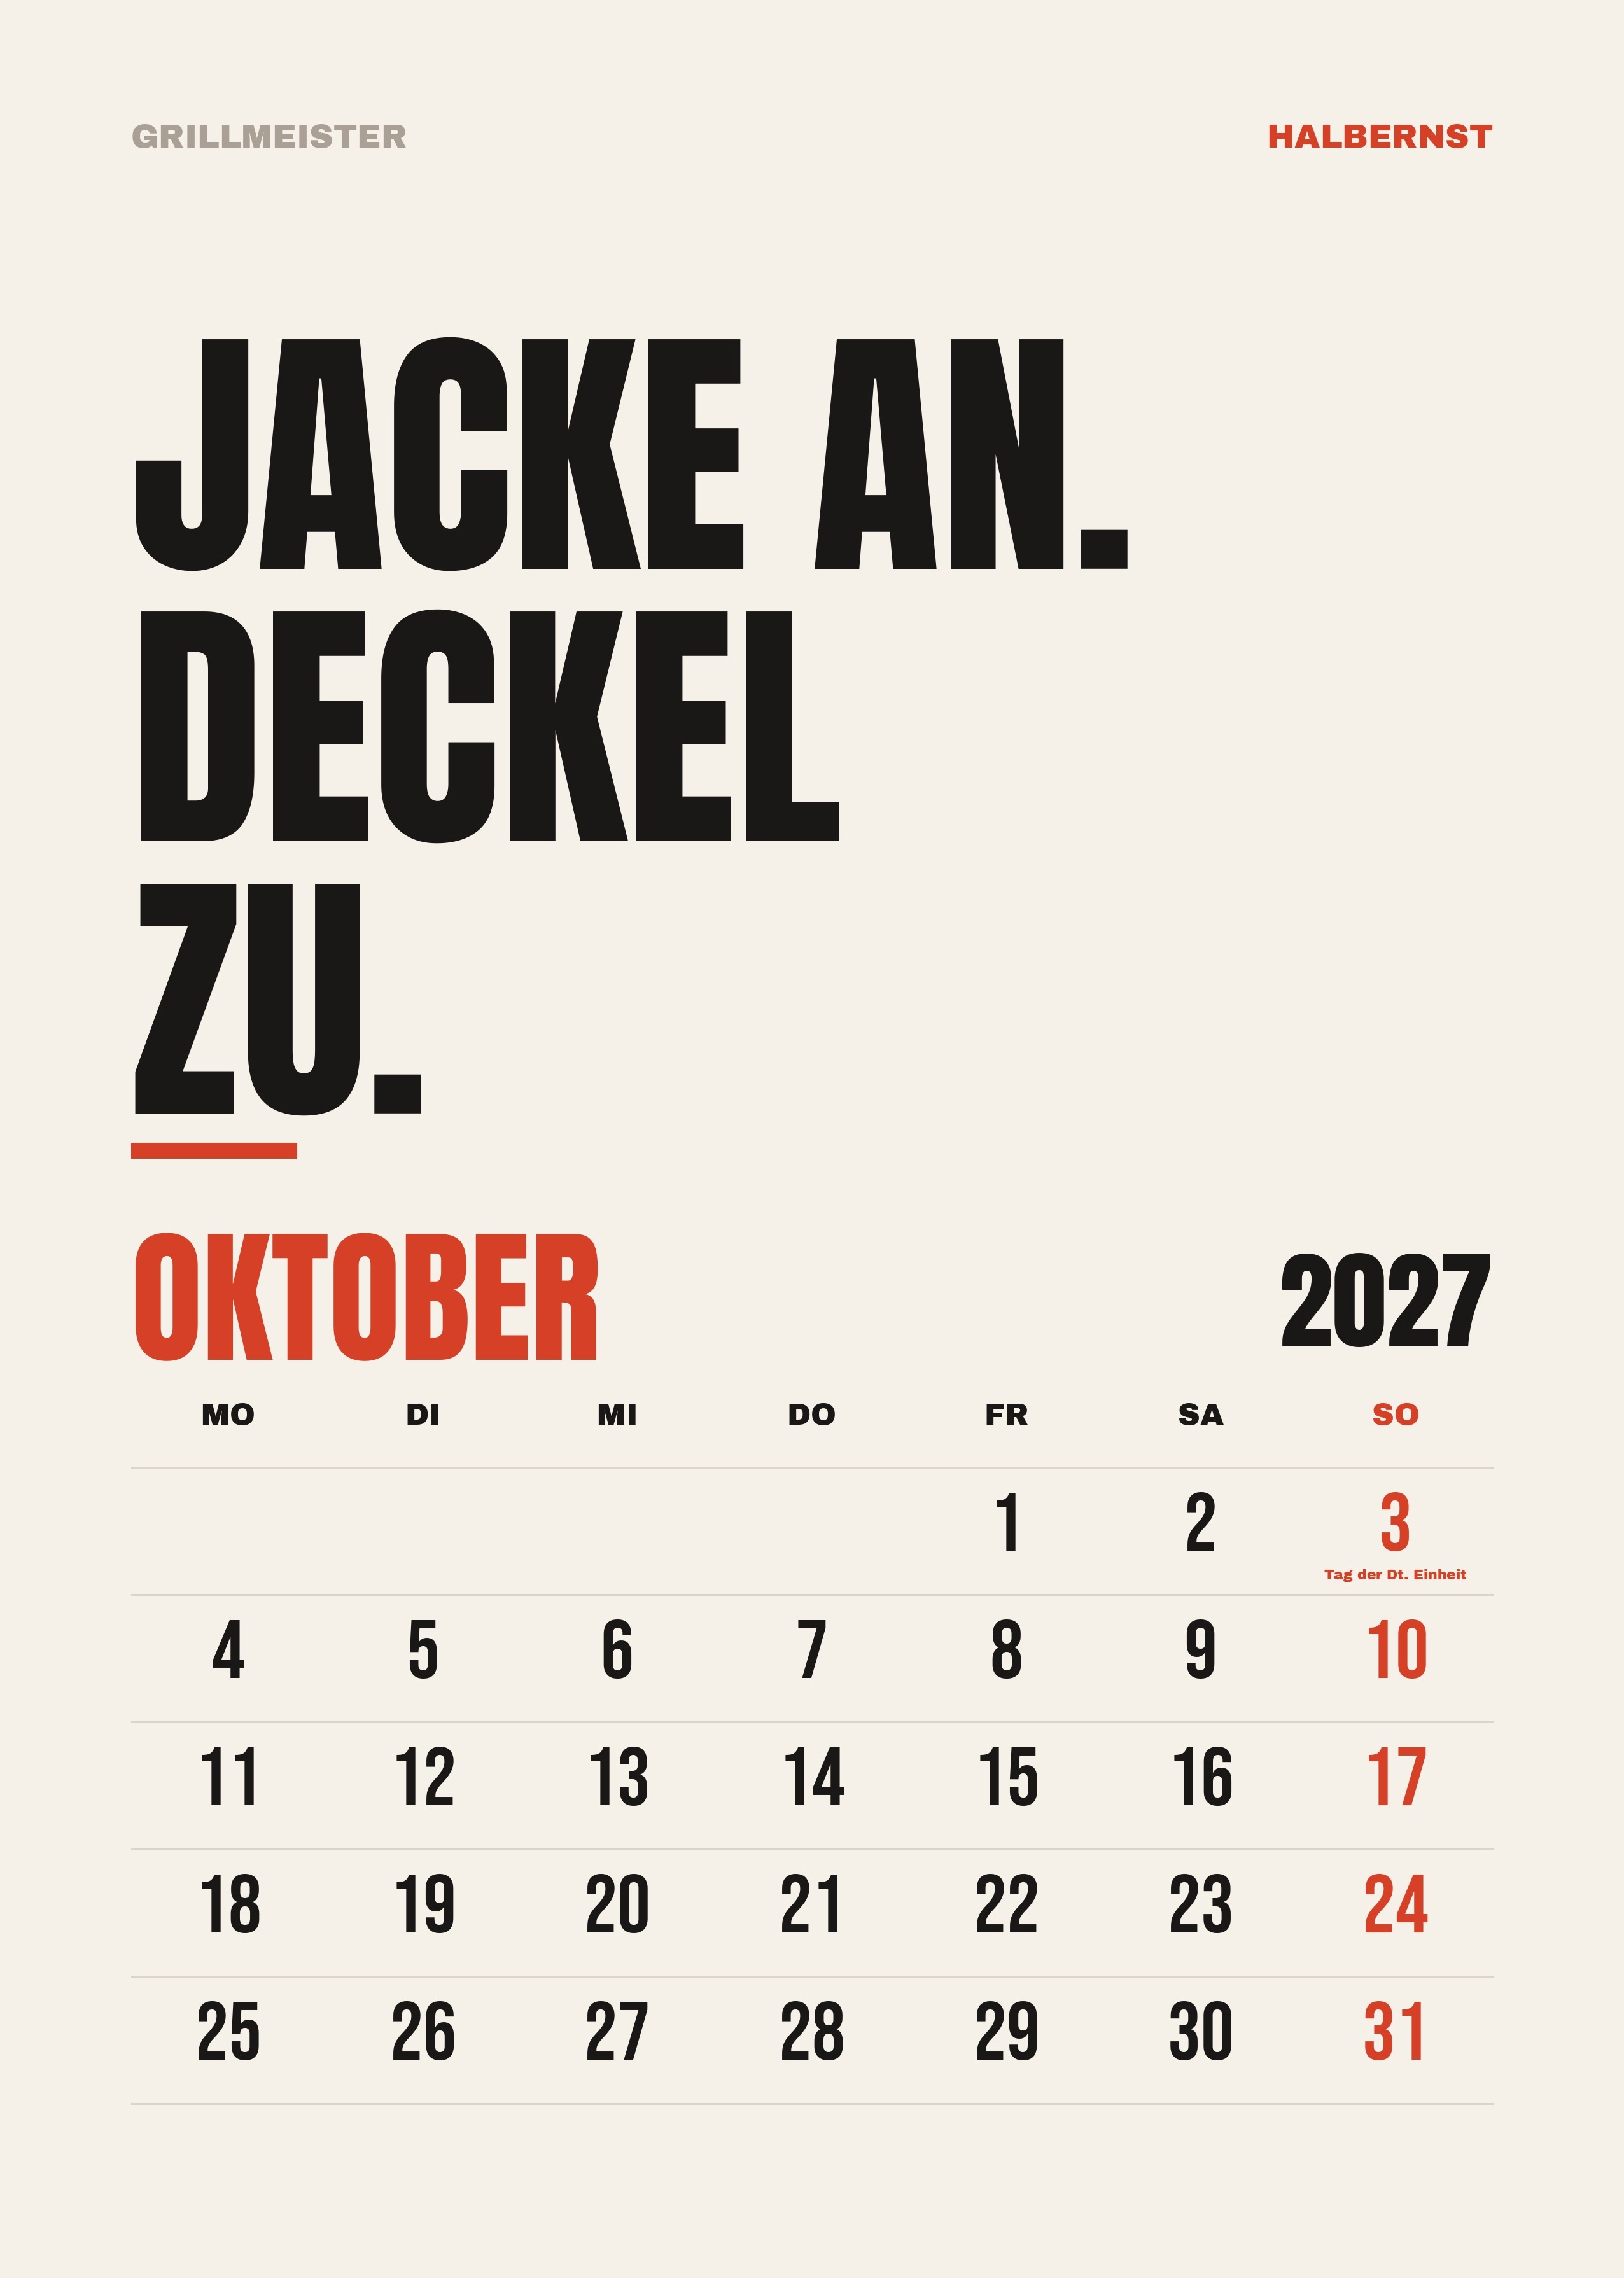 GRILLMEISTER HALBERNST
JACKE AN.
DECKEL
ZU.
OKTOBER 2027
MO DI MI DO FR SA SO
1 2 3
Tag der Dt. Einheit
4 5 6 7 8 9 10
11 12 13 14 15 16 17
18 19 20 21 22 23 24
25 26 27 28 29 30 31